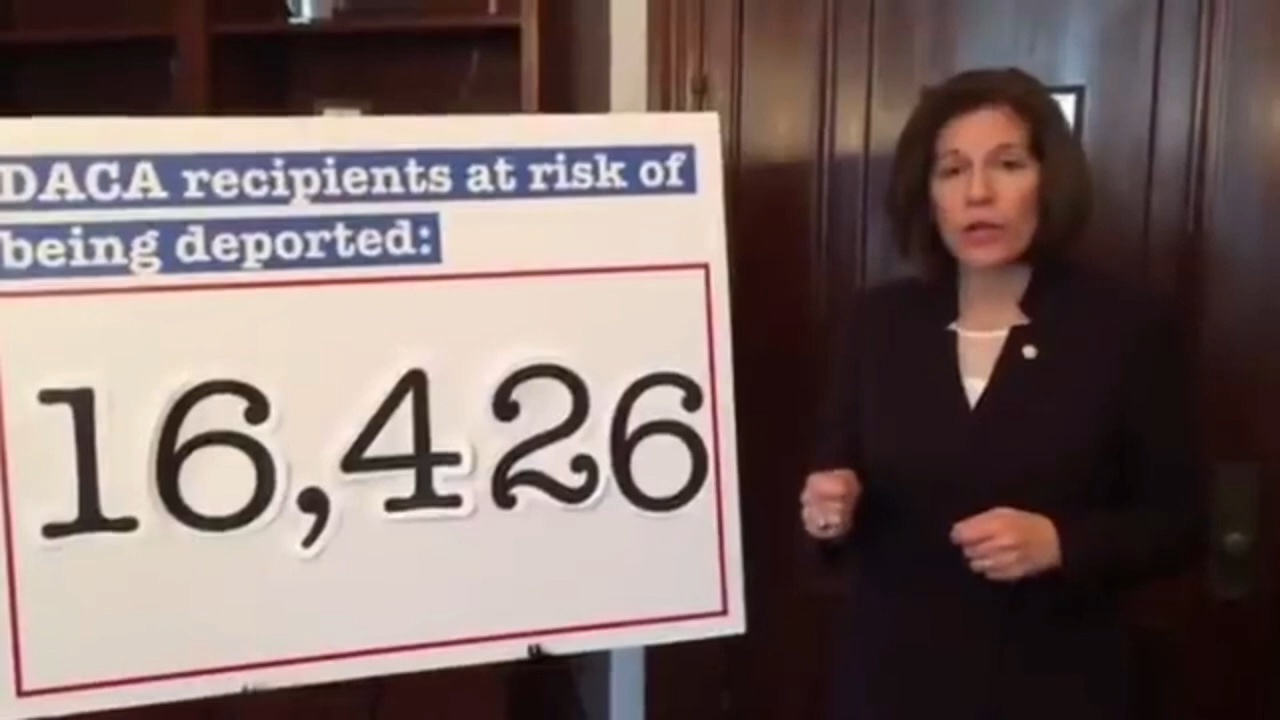 DACA recipients at risk of
being deported:
16,426